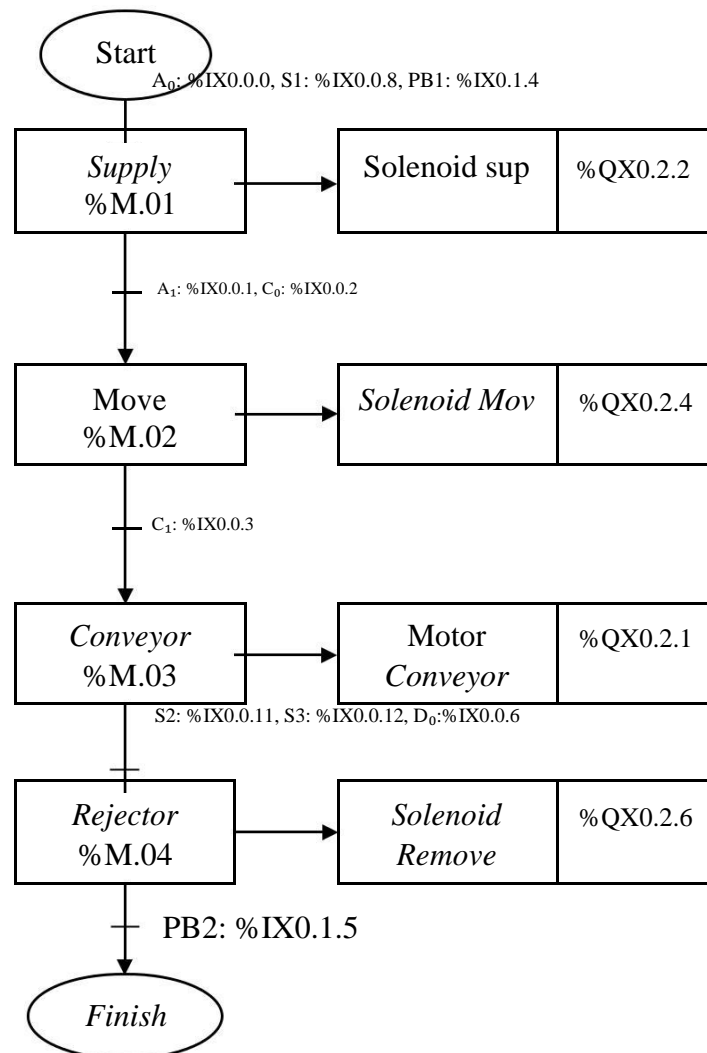 Start
A₀: %IX0.0.0, S1: %IX0.0.8, PB1: %IX0.1.4
Supply
%M.01
Solenoid sup
%QX0.2.2
A₁: %IX0.0.1, C₀: %IX0.0.2
Move
%M.02
Solenoid Mov
%QX0.2.4
C₁: %IX0.0.3
Conveyor
%M.03
Motor
Conveyor
%QX0.2.1
S2: %IX0.0.11, S3: %IX0.0.12, D₀:%IX0.0.6
Rejector
%M.04
Solenoid
Remove
%QX0.2.6
PB2: %IX0.1.5
Finish